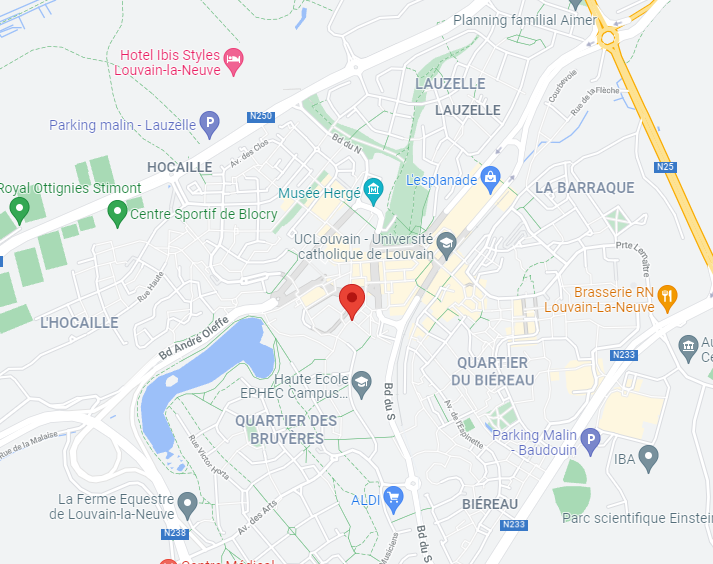 Planning familial Aimer
Hotel Ibis Styles
Louvain-la-Neuve
LAUZELLE
Courbevoie
Rue de la Flèche
LAUZELLE
N250
Parking malin - Lauzelle
Bd du N
Av. des Clos
HOCAILLE
N25
Royal Ottignies Stimont
Musée Hergé
L'esplanade
LA BARRAQUE
Centre Sportif de Blocry
UCLouvain - Université
catholique de Louvain
Prte Lemaître
Rue Haute
Brasserie RN
Louvain-La-Neuve
L'HOCAILLE
Bd André Oleffe
N233
Au
Ce
QUARTIER
DU BIÉREAU
Haute Ecole
EPHEC Campus...
Bd du S
Av. de l'Espinette
QUARTIER DES
BRUYÈRES
Rue de la Malaise
Rue Victor Horta
Parking Malin
- Baudouin
IBA
La Ferme Equestre
de Louvain-la-Neuve
ALDI
Av. des Arts
BIÉREAU
N233
Parc scientifique Einstein
N238
Bd du S
Musiciens
Centre Médical